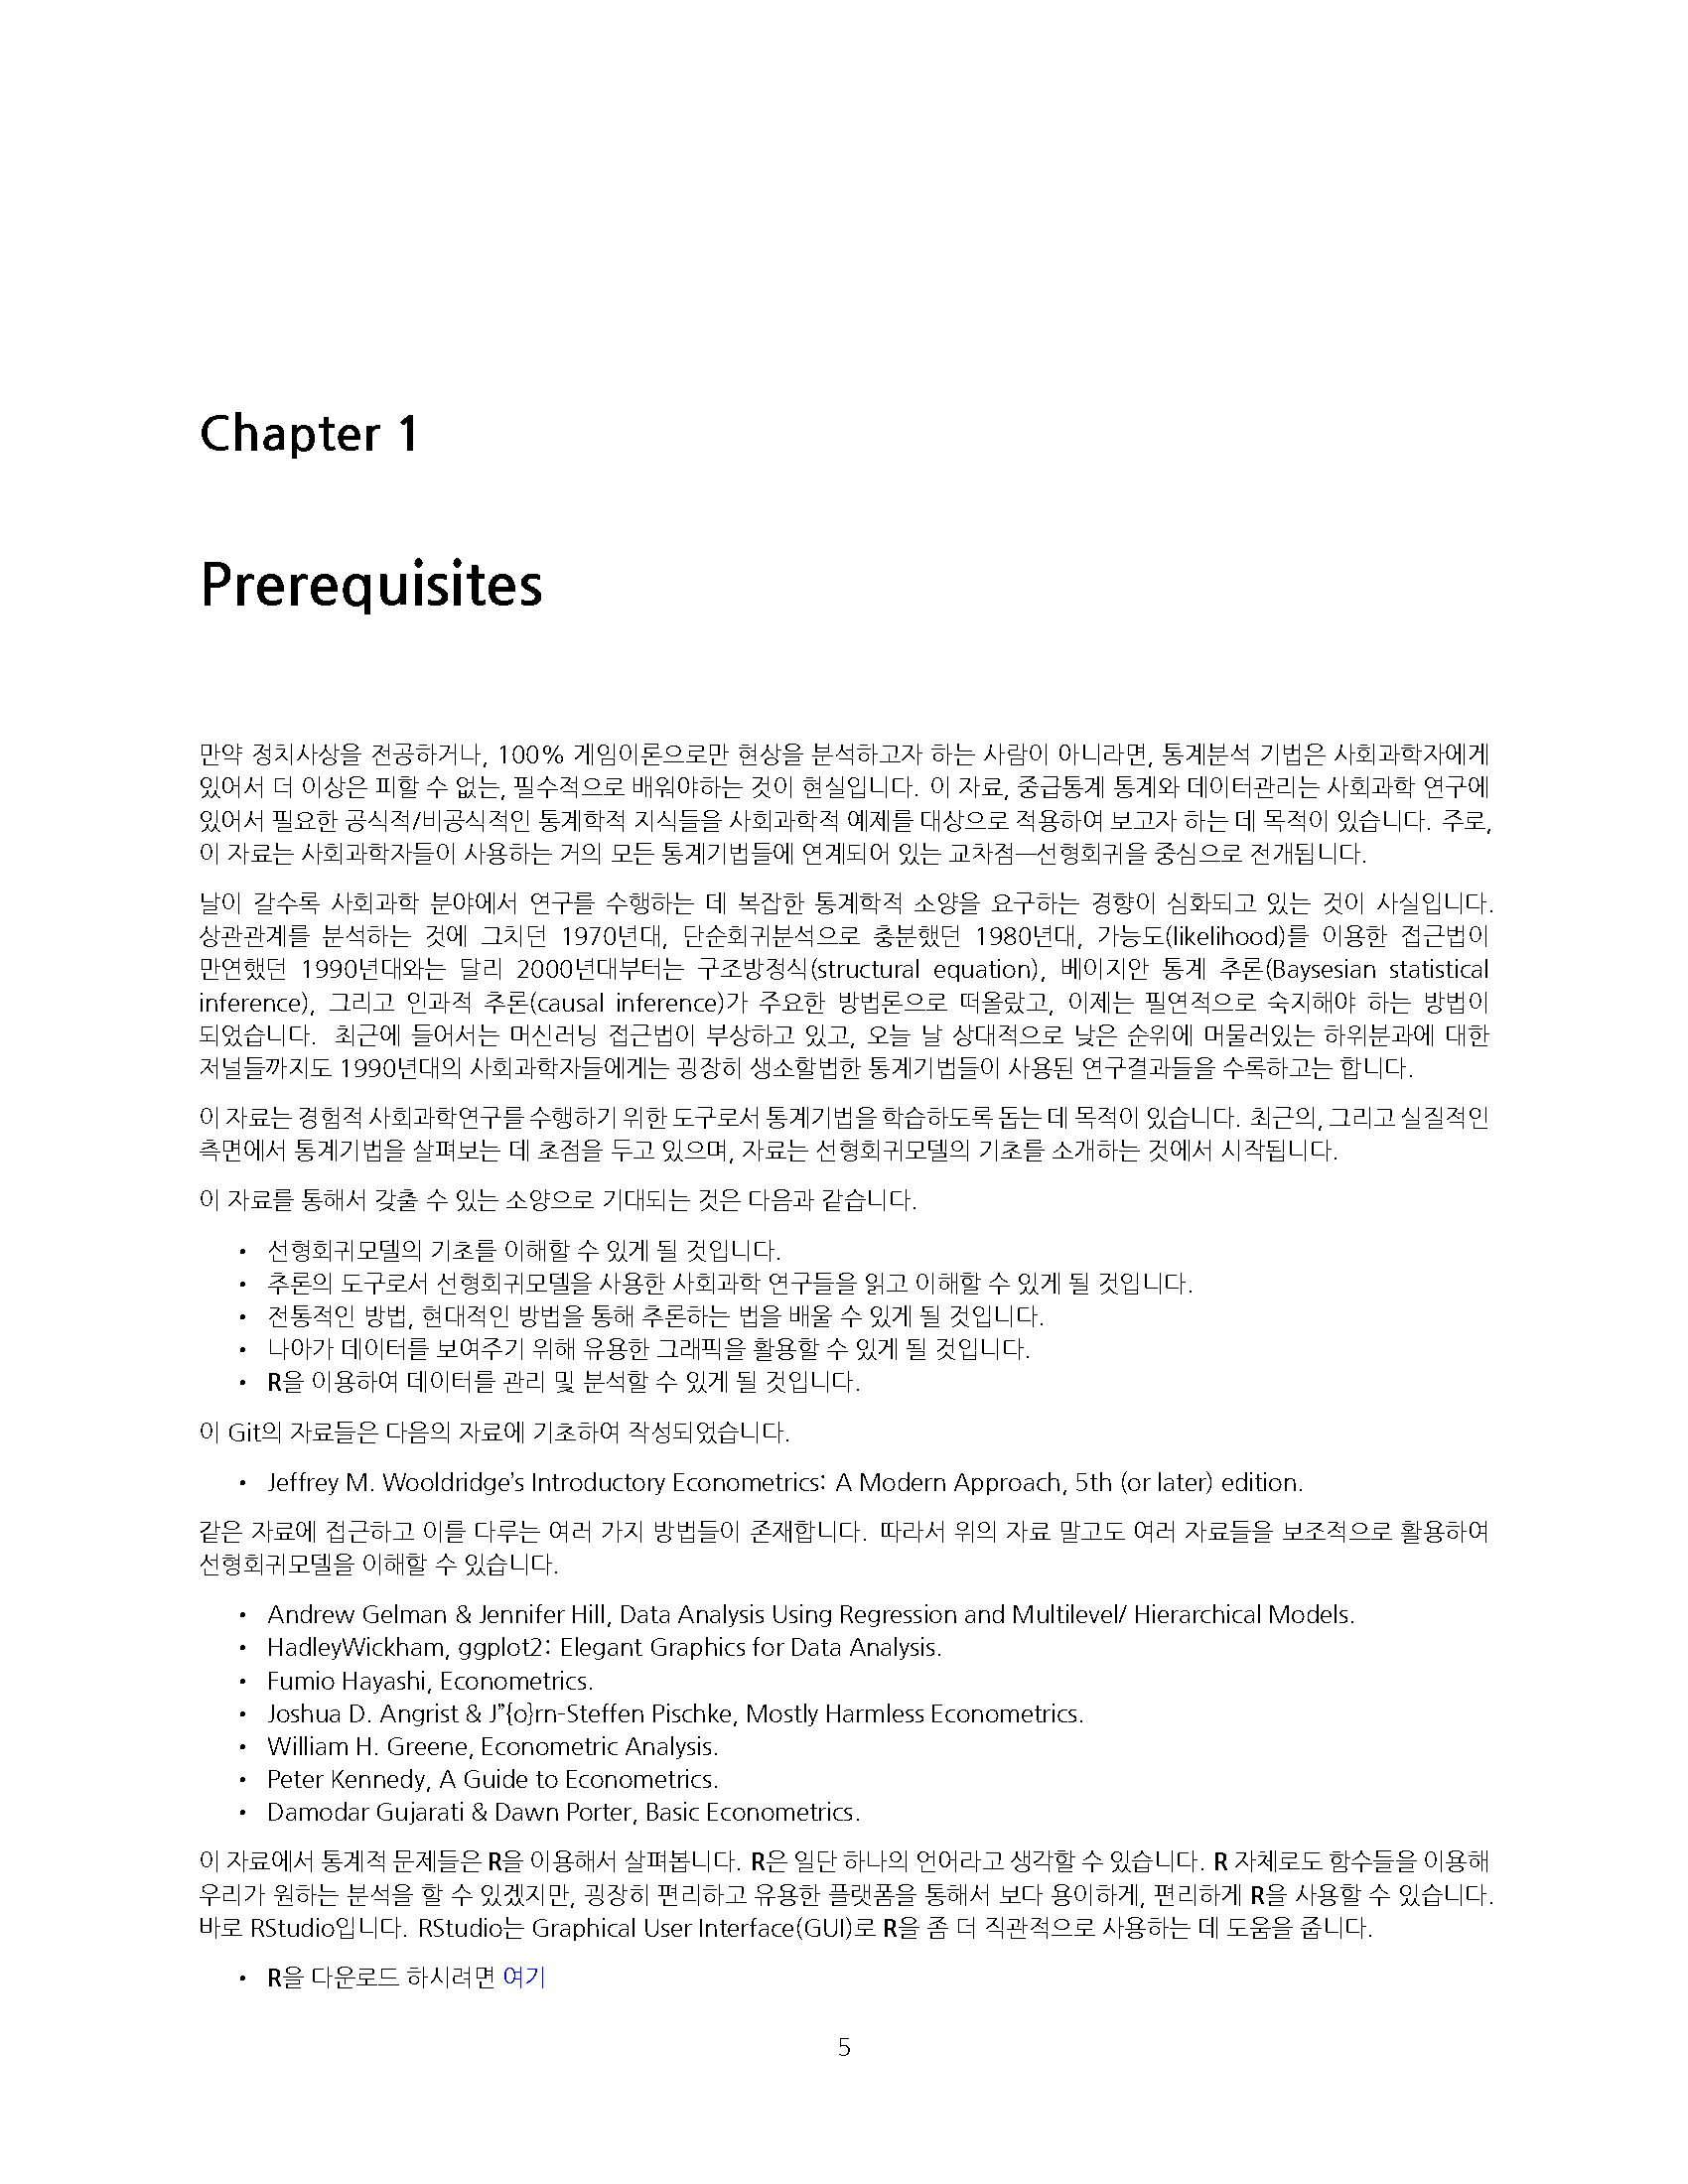 Chapter 1
Prerequisites
만약 정치사상을 전공하거나, 100% 게임이론으로만 현상을 분석하고자 하는 사람이 아니라면, 통계분석 기법은 사회과학자에게
있어서 더 이상은 피할 수 없는, 필수적으로 배워야하는 것이 현실입니다. 이 자료, 중급통계 통계와 데이터관리는 사회과학 연구에
있어서 필요한 공식적/비공식적인 통계학적 지식들을 사회과학적 예제를 대상으로 적용하여 보고자 하는 데 목적이 있습니다. 주로,
이 자료는 사회과학자들이 사용하는 거의 모든 통계기법들에 연계되어 있는 교차점—선형회귀을 중심으로 전개됩니다.
날이 갈수록 사회과학 분야에서 연구를 수행하는 데 복잡한 통계학적 소양을 요구하는 경향이 심화되고 있는 것이 사실입니다.
상관관계를 분석하는 것에 그치던 1970년대, 단순회귀분석으로 충분했던 1980년대, 가능도(likelihood)를 이용한 접근법이
만연했던 1990년대와는 달리 2000년대부터는 구조방정식(structural equation), 베이지안 통계 추론(Baysesian statistical
inference), 그리고 인과적 추론(causal inference)가 주요한 방법론으로 떠올랐고, 이제는 필연적으로 숙지해야 하는 방법이
되었습니다. 최근에 들어서는 머신러닝 접근법이 부상하고 있고, 오늘 날 상대적으로 낮은 순위에 머물러있는 하위분과에 대한
저널들까지도 1990년대의 사회과학자들에게는 굉장히 생소할법한 통계기법들이 사용된 연구결과들을 수록하고는 합니다.
이 자료는 경험적 사회과학연구를 수행하기 위한 도구로서 통계기법을 학습하도록 돕는 데 목적이 있습니다. 최근의, 그리고 실질적인
측면에서 통계기법을 살펴보는 데 초점을 두고 있으며, 자료는 선형회귀모델의 기초를 소개하는 것에서 시작됩니다.
이 자료를 통해서 갖출 수 있는 소양으로 기대되는 것은 다음과 같습니다.
• 선형회귀모델의 기초를 이해할 수 있게 될 것입니다.
• 추론의 도구로서 선형회귀모델을 사용한 사회과학 연구들을 읽고 이해할 수 있게 될 것입니다.
• 전통적인 방법, 현대적인 방법을 통해 추론하는 법을 배울 수 있게 될 것입니다.
• 나아가 데이터를 보여주기 위해 유용한 그래픽을 활용할 수 있게 될 것입니다.
• R을 이용하여 데이터를 관리 및 분석할 수 있게 될 것입니다.
이 Git의 자료들은 다음의 자료에 기초하여 작성되었습니다.
• Jeffrey M. Wooldridge’s Introductory Econometrics: A Modern Approach, 5th (or later) edition.
같은 자료에 접근하고 이를 다루는 여러 가지 방법들이 존재합니다. 따라서 위의 자료 말고도 여러 자료들을 보조적으로 활용하여
선형회귀모델을 이해할 수 있습니다.
• Andrew Gelman & Jennifer Hill, Data Analysis Using Regression and Multilevel/ Hierarchical Models.
• HadleyWickham, ggplot2: Elegant Graphics for Data Analysis.
• Fumio Hayashi, Econometrics.
• Joshua D. Angrist & J”{o}rn-Steffen Pischke, Mostly Harmless Econometrics.
• William H. Greene, Econometric Analysis.
• Peter Kennedy, A Guide to Econometrics.
• Damodar Gujarati & Dawn Porter, Basic Econometrics.
이 자료에서 통계적 문제들은 R을 이용해서 살펴봅니다. R은 일단 하나의 언어라고 생각할 수 있습니다. R 자체로도 함수들을 이용해
우리가 원하는 분석을 할 수 있겠지만, 굉장히 편리하고 유용한 플랫폼을 통해서 보다 용이하게, 편리하게 R을 사용할 수 있습니다.
바로 RStudio입니다. RStudio는 Graphical User Interface(GUI)로 R을 좀 더 직관적으로 사용하는 데 도움을 줍니다.
• R을 다운로드 하시려면 여기
5